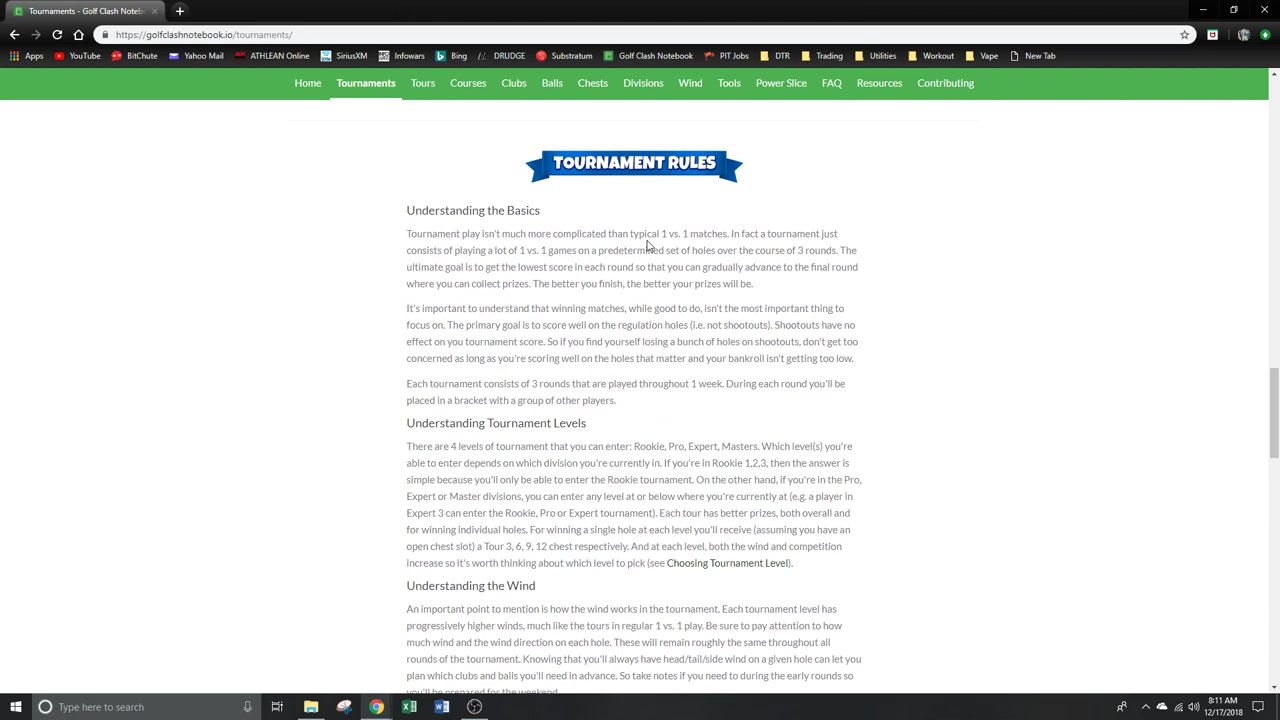 Tournaments - Golf Clash Noteb
https://golfclashnotebook.io/tournaments/
Apps YouTube BitChute Yahoo Mail ATHLEAN Online SiriusXM Infowars Bing DRUDGE Substratum Golf Clash Notebook PIT Jobs DTR Trading Utilities Workout Vape New Tab
Home Tournaments Tours Courses Clubs Balls Chests Divisions Wind Tools Power Slice FAQ Resources Contributing
TOURNAMENT RULES
Understanding the Basics
Tournament play isn't much more complicated than typical 1 vs. 1 matches. In fact a tournament just
consists of playing a lot of 1 vs. 1 games on a predetermined set of holes over the course of 3 rounds. The
ultimate goal is to get the lowest score in each round so that you can gradually advance to the final round
where you can collect prizes. The better you finish, the better your prizes will be.
It's important to understand that winning matches, while good to do, isn't the most important thing to
focus on. The primary goal is to score well on the regulation holes (i.e. not shootouts). Shootouts have no
effect on you tournament score. So if you find yourself losing a bunch of holes on shootouts, don't get too
concerned as long as you're scoring well on the holes that matter and your bankroll isn't getting too low.
Each tournament consists of 3 rounds that are played throughout 1 week. During each round you'll be
placed in a bracket with a group of other players.
Understanding Tournament Levels
There are 4 levels of tournament that you can enter: Rookie, Pro, Expert, Masters. Which level(s) you're
able to enter depends on which division you're currently in. If you're in Rookie 1,2,3, then the answer is
simple because you'll only be able to enter the Rookie tournament. On the other hand, if you're in the Pro,
Expert or Master divisions, you can enter any level at or below where you're currently at (e.g. a player in
Expert 3 can enter the Rookie, Pro or Expert tournament). Each tour has better prizes, both overall and
for winning individual holes. For winning a single hole at each level you'll receive (assuming you have an
open chest slot) a Tour 3, 6, 9, 12 chest respectively. And at each level, both the wind and competition
increase so it's worth thinking about which level to pick (see Choosing Tournament Level).
Understanding the Wind
An important point to mention is how the wind works in the tournament. Each tournament level has
progressively higher winds, much like the tours in regular 1 vs. 1 play. Be sure to pay attention to how
much wind and the wind direction on each hole. These will remain roughly the same throughout all
rounds of the tournament. Knowing that you'll always have head/tail/side wind on a given hole can let you
plan which clubs and balls you'll need in advance. So take notes if you need to during the early rounds so
you'll be prepared for the weekend.
Type here to search
8:11 AM
12/17/2018